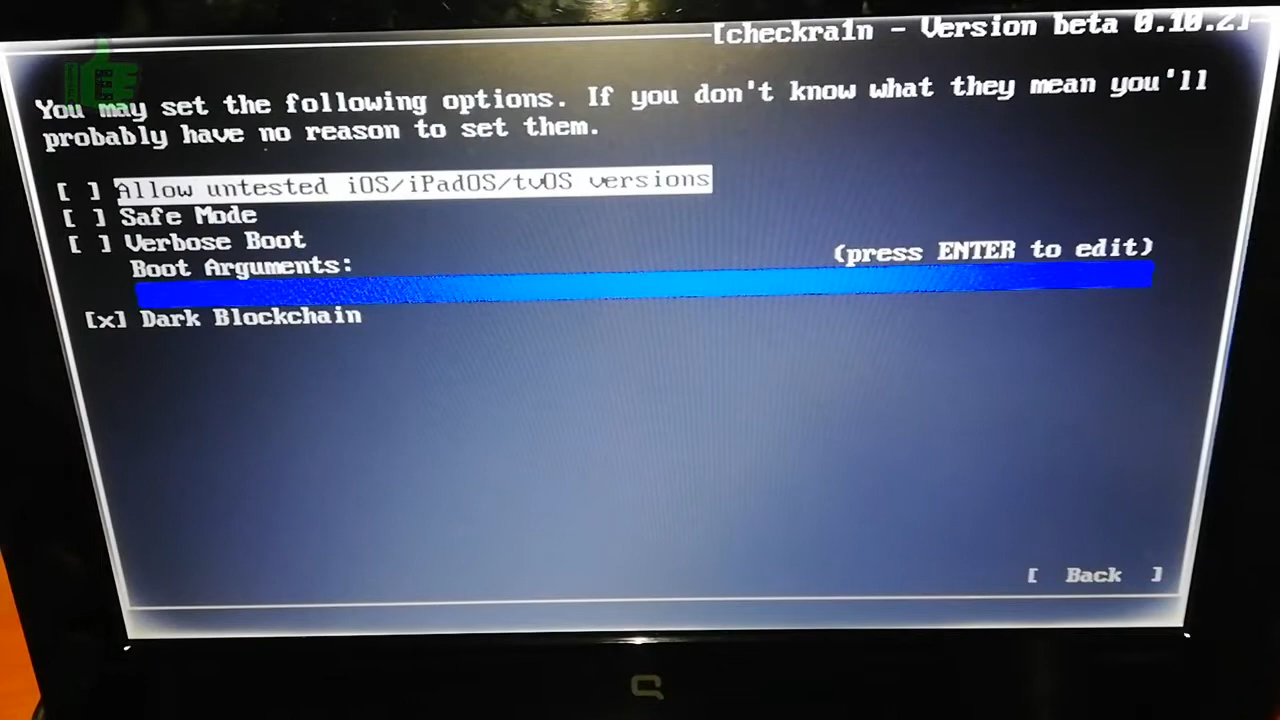 [checkra1n - Version beta 0.10.2]
You may set the following options. If you don't know what they mean you'll
probably have no reason to set them.
[ ] Allow untested iOS/iPadOS/tvOS versions
[ ] Safe Mode
[ ] Verbose Boot
Boot Arguments: (press ENTER to edit)
[x] Dark Blockchain
[ Back ]